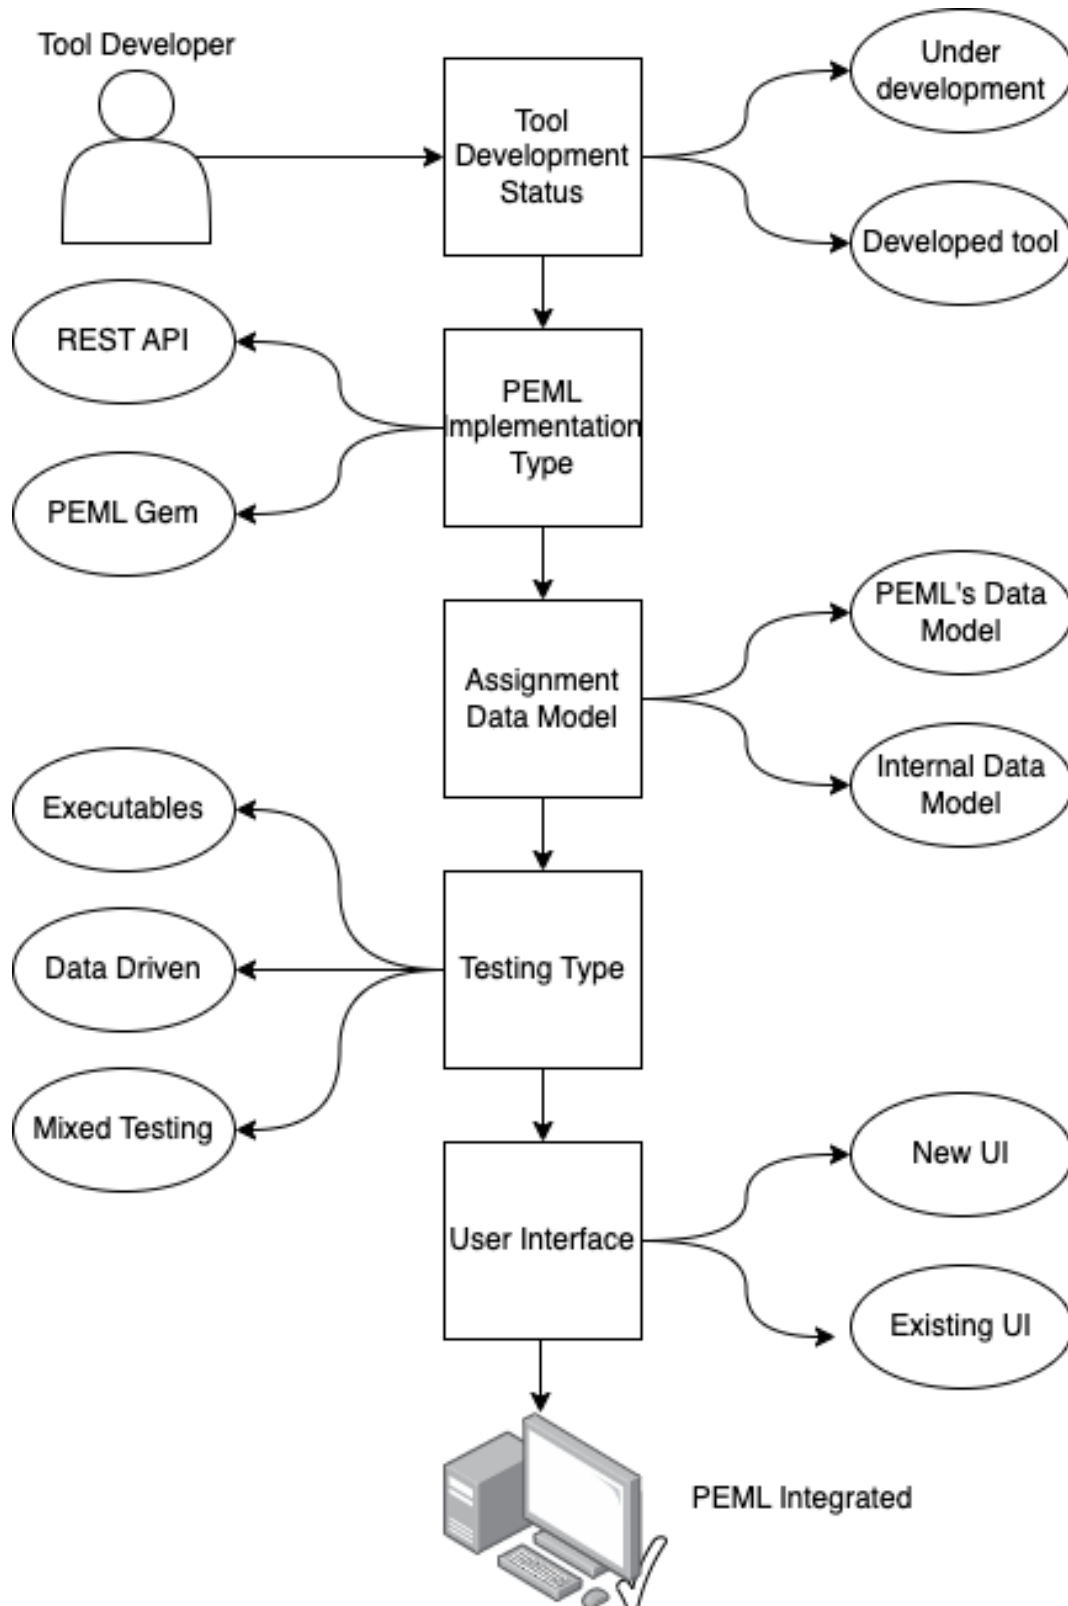 Tool Developer
Under
development
Tool
Development
Status
Developed tool
REST API
PEML
Implementation
Type
PEML Gem
PEML's Data
Model
Assignment
Data Model
Internal Data
Model
Executables
Data Driven
Testing Type
Mixed Testing
New UI
User Interface
Existing UI
PEML Integrated